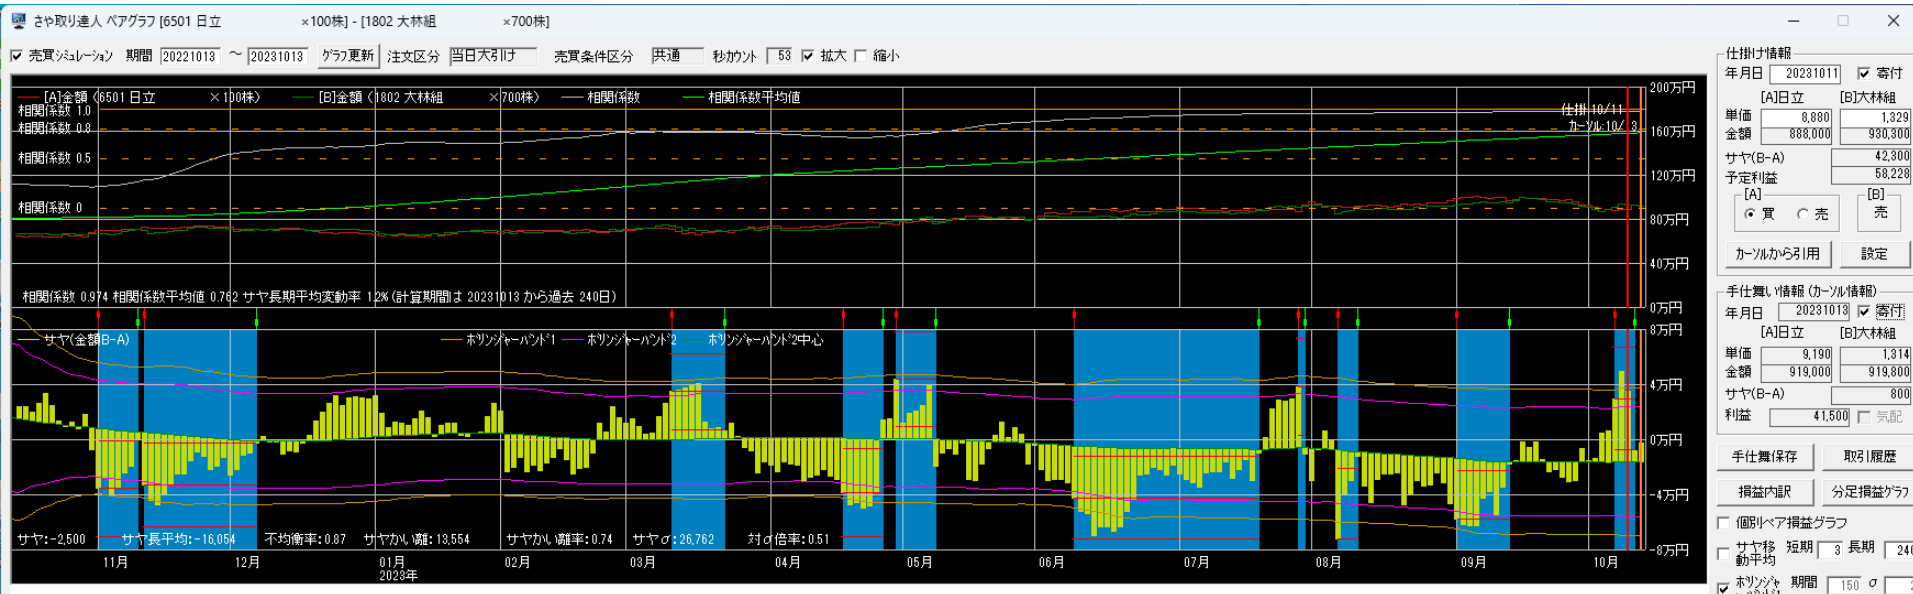 さや取り達人 ペアグラフ [6501 日立 ×100株] - [1802 大林組 ×700株]
売買シミュレーション 期間 20221013 ～ 20231013 グラフ更新 注文区分 当日大引け 売買条件区分 共通 秒カウント 53 拡大 縮小
[A]金額 (6501 日立 ×100株) [B]金額 (1802 大林組 ×700株) 相関係数 相関係数平均値
相関係数 1.0
相関係数 0.8
相関係数 0.5
相関係数 0
仕掛 10/11
カーソル 10/ 3
200万円
160万円
120万円
80万円
40万円
0万円
相関係数 0.974 相関係数平均値 0.762 サヤ長期平均変動率 12% (計算期間は 20231013 から過去 240日)
サヤ(金額B-A) ボリンジャーバンド1 ボリンジャーバンド2 ボリンジャーバンド2中心
8万円
4万円
0万円
-4万円
-8万円
サヤ:-2,500 サヤ長平均:-16,054 不均衡率:0.87 サヤかい離:13,554 サヤかい離率:0.74 サヤσ:26,762 対σ倍率:0.51
11月 12月 01月 02月 03月 04月 05月 06月 07月 08月 09月 10月
2023年
仕掛け情報
年月日 20231011 寄付
[A]日立 [B]大林組
単価 8,880 1,329
金額 888,000 930,300
サヤ(B-A) 42,300
予定利益 58,228
[A] [B]
買 売 売
カーソルから引用 設定
手仕舞い情報 (カーソル情報)
年月日 20231013 寄付
[A]日立 [B]大林組
単価 9,190 1,314
金額 919,000 919,800
サヤ(B-A) 800
利益 41,500 気配
手仕舞保存 取引履歴
損益内訳 分足損益グラフ
個別ペア損益グラフ
サヤ移動平均 短期 3 長期 240
ボリンジャーバンド1 期間 150 σ 2